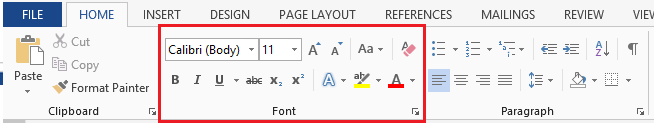 FILE HOME INSERT DESIGN PAGE LAYOUT REFERENCES MAILINGS REVIEW VIEW
Cut
Calibri (Body) 11 A A Aa A
Copy
Paste
Format Painter
B I U abc x₂ x² A ab A
Clipboard Font Paragraph